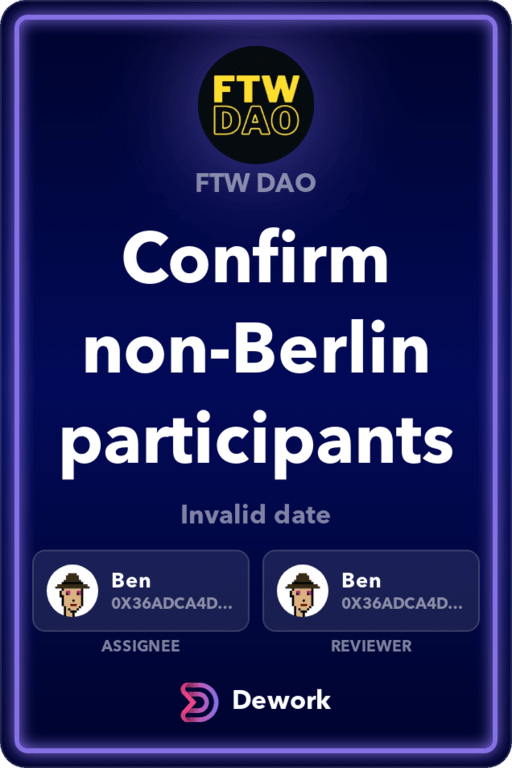 FTW
DAO
FTW DAO
Confirm
non-Berlin
participants
Invalid date
Ben
0X36ADCA4D...
ASSIGNEE
Ben
0X36ADCA4D...
REVIEWER
Dework